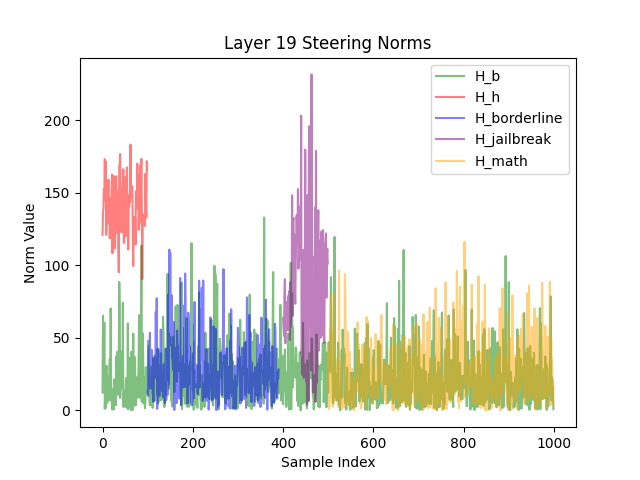 Layer 19 Steering Norms
H_b
H_h
H_borderline
H_jailbreak
H_math
Norm Value
200
150
100
50
0
0
200
400
600
800
1000
Sample Index